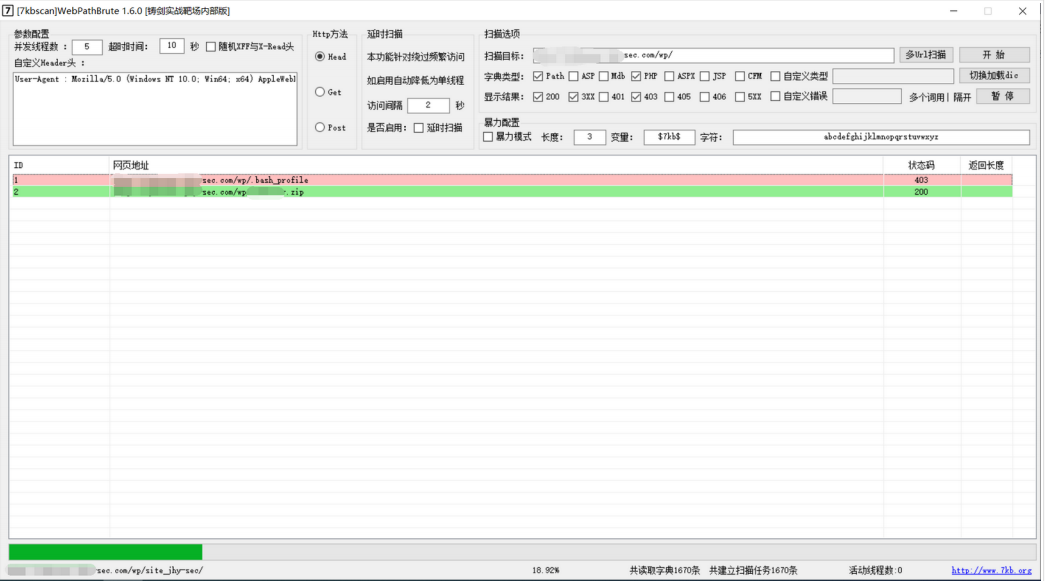 7 [7kbscan]WebPathBrute 1.6.0 [铸剑实战靶场内部版]
参数配置
并发线程数 : 5 超时时间: 10 秒 随机XFF与X-Read头
自定义Header头 :
User-Agent : Mozilla/5.0 (Windows NT 10.0; Win64; x64) AppleWebK
Http方法
Head
Get
Post
延时扫描
本功能针对绕过频繁访问
如启用自动降低为单线程
访问间隔 2 秒
是否启用: 延时扫描
扫描选项
扫描目标: sec.com/wp/ 多Url扫描 开 始
字典类型: Path ASP Mdb PHP ASPX JSP CFM 自定义类型 切换加载dic
显示结果: 200 3XX 401 403 405 406 5XX 自定义错误 多个词用| 隔开 暂 停
暴力配置
暴力模式 长度: 3 变量: $7kb$ 字符: abcdefghijklmnopqrstuvwxyz
ID 网页地址 状态码 返回长度
1 sec.com/wp/.bash_profile 403
2 sec.com/wp .zip 200
sec.com/wp/site_jhy-sec/ 18.92% 共读取字典1670条 共建立扫描任务1670条 活动线程数:0 http://www.7kb.org